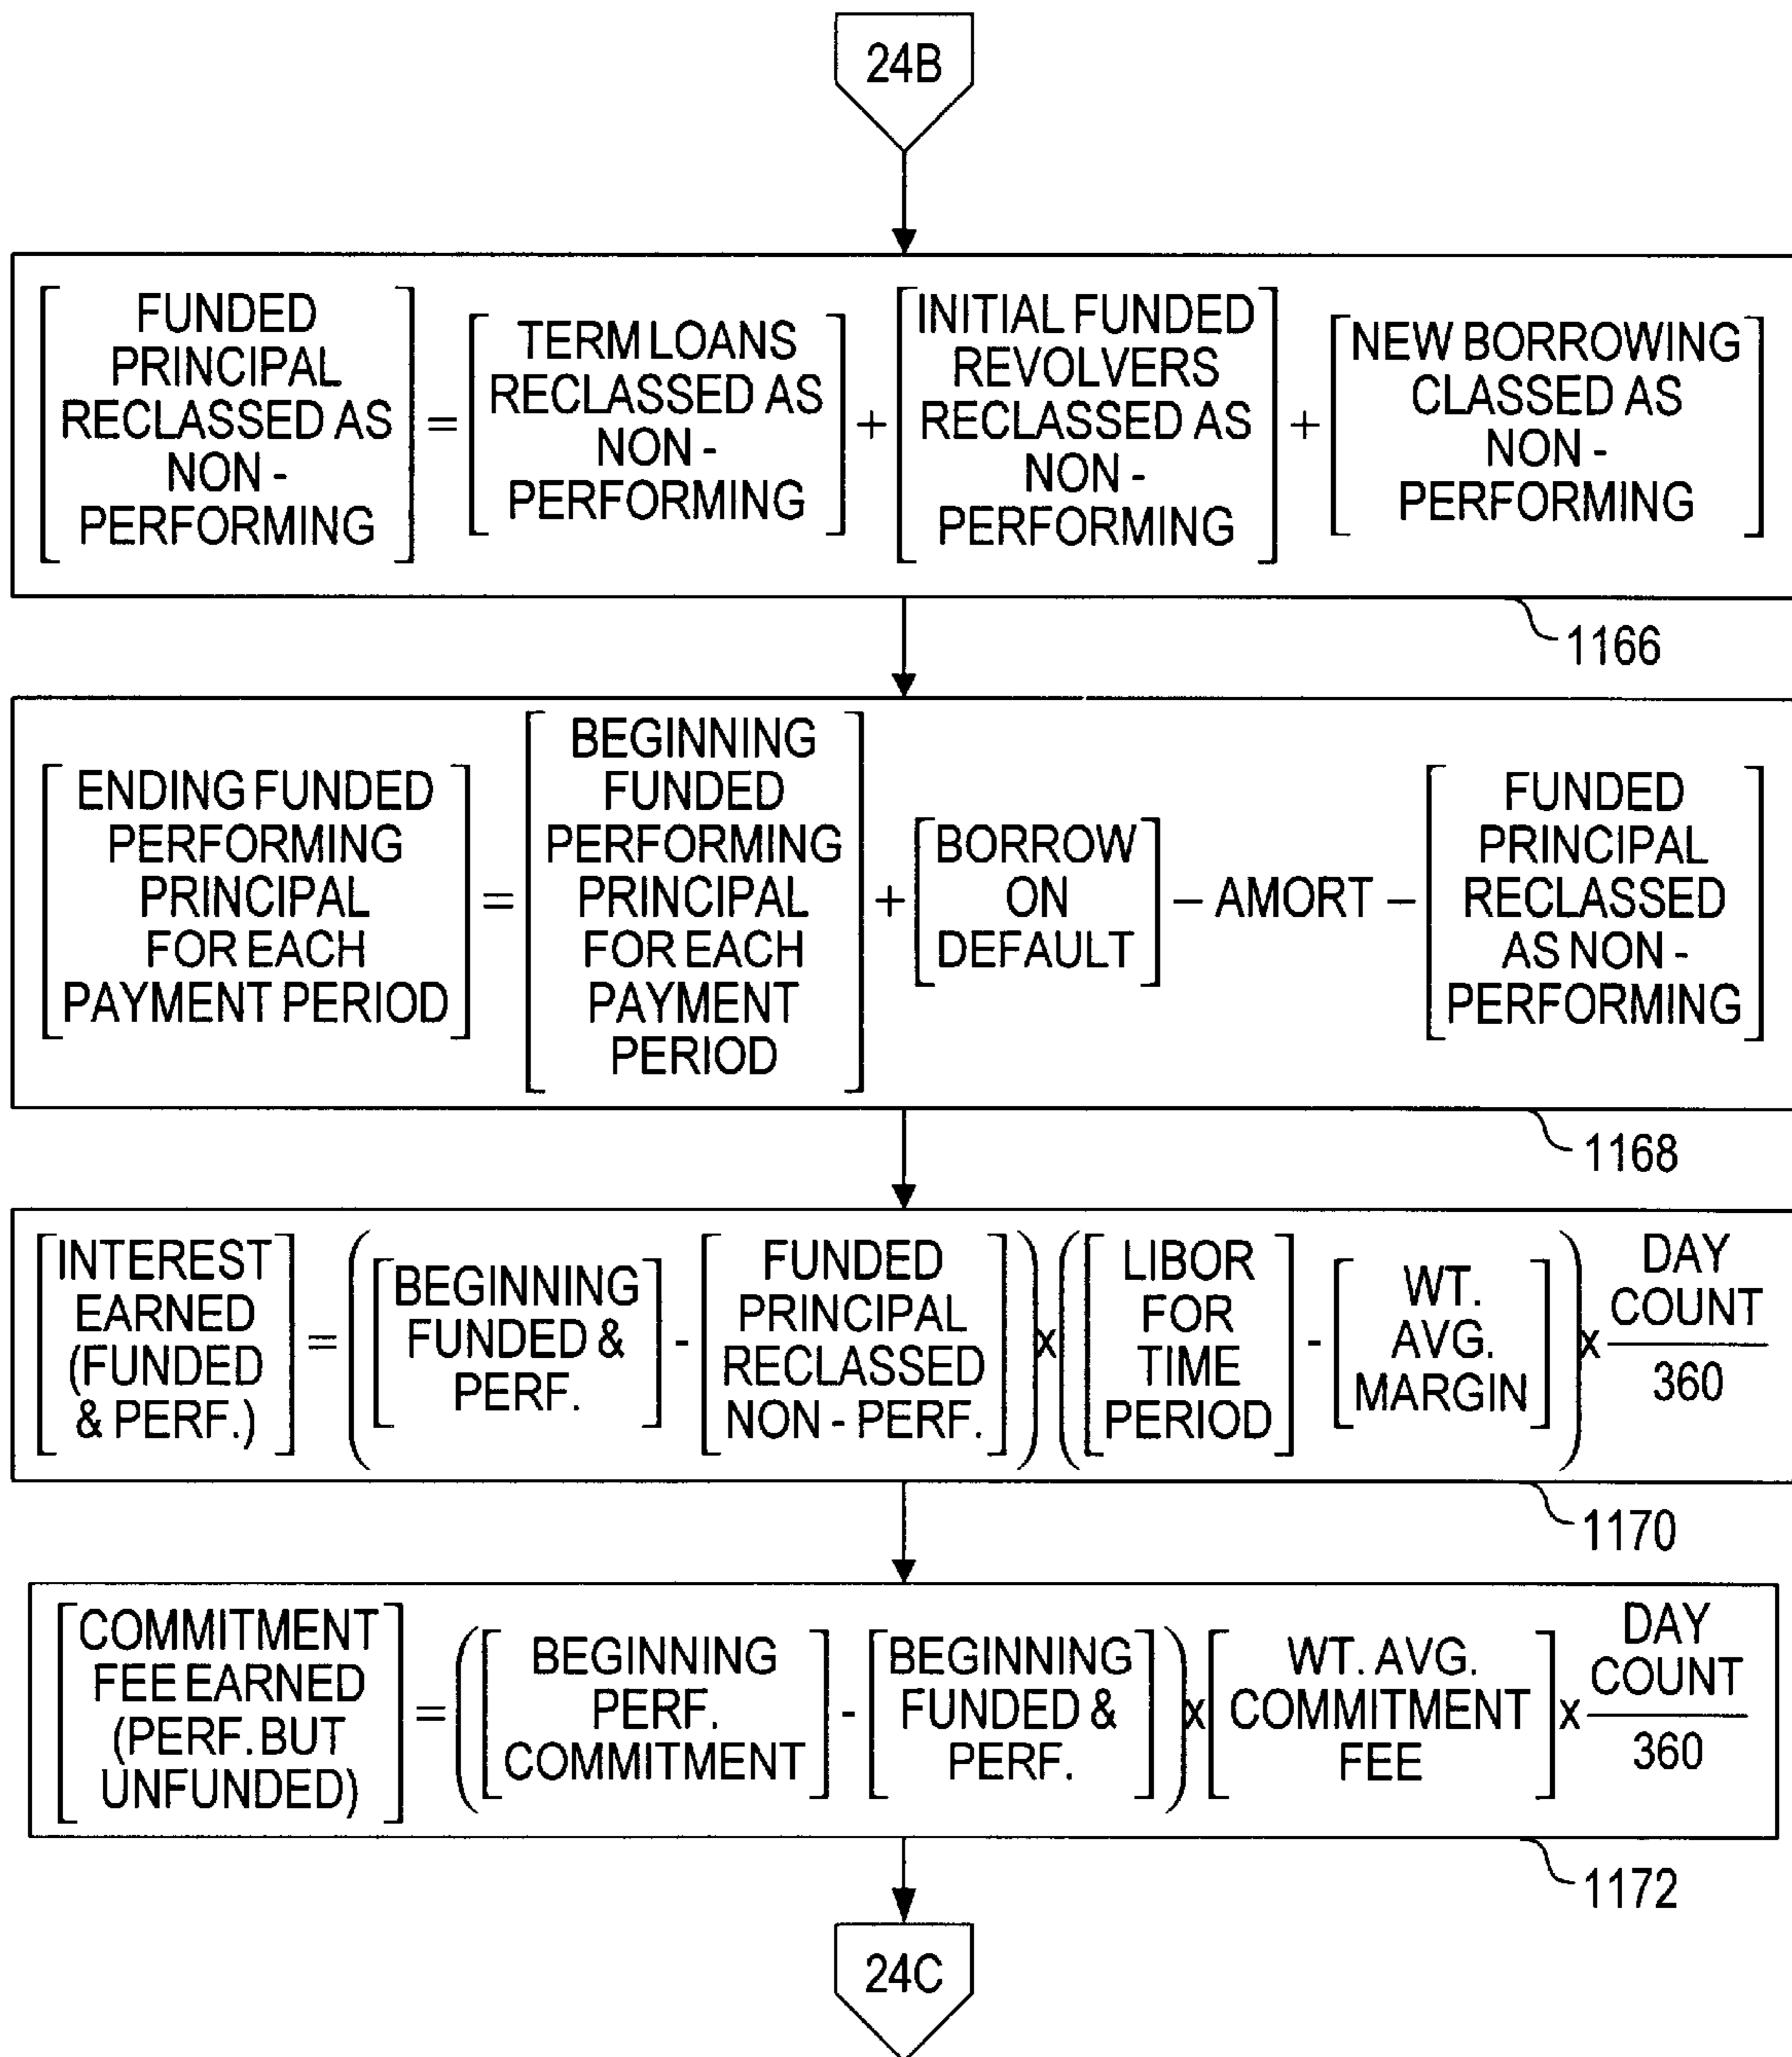 24B
FUNDED
PRINCIPAL
RECLASSED AS
NON -
PERFORMING
=
TERM LOANS
RECLASSED AS
NON -
PERFORMING
+
INITIAL FUNDED
REVOLVERS
RECLASSED AS
NON -
PERFORMING
+
NEW BORROWING
CLASSED AS
NON -
PERFORMING
1166
ENDING FUNDED
PERFORMING
PRINCIPAL
FOR EACH
PAYMENT PERIOD
=
BEGINNING
FUNDED
PERFORMING
PRINCIPAL
FOR EACH
PAYMENT
PERIOD
+
BORROW
ON
DEFAULT
– AMORT –
FUNDED
PRINCIPAL
RECLASSED
AS NON -
PERFORMING
1168
INTEREST
EARNED
(FUNDED
& PERF.)
=
BEGINNING
FUNDED &
PERF.
-
FUNDED
PRINCIPAL
RECLASSED
NON - PERF.
x
LIBOR
FOR
TIME
PERIOD
-
WT.
AVG.
MARGIN
x
DAY
COUNT
360
1170
COMMITMENT
FEE EARNED
(PERF. BUT
UNFUNDED)
=
BEGINNING
PERF.
COMMITMENT
-
BEGINNING
FUNDED &
PERF.
x
WT. AVG.
COMMITMENT
FEE
x
DAY
COUNT
360
1172
24C